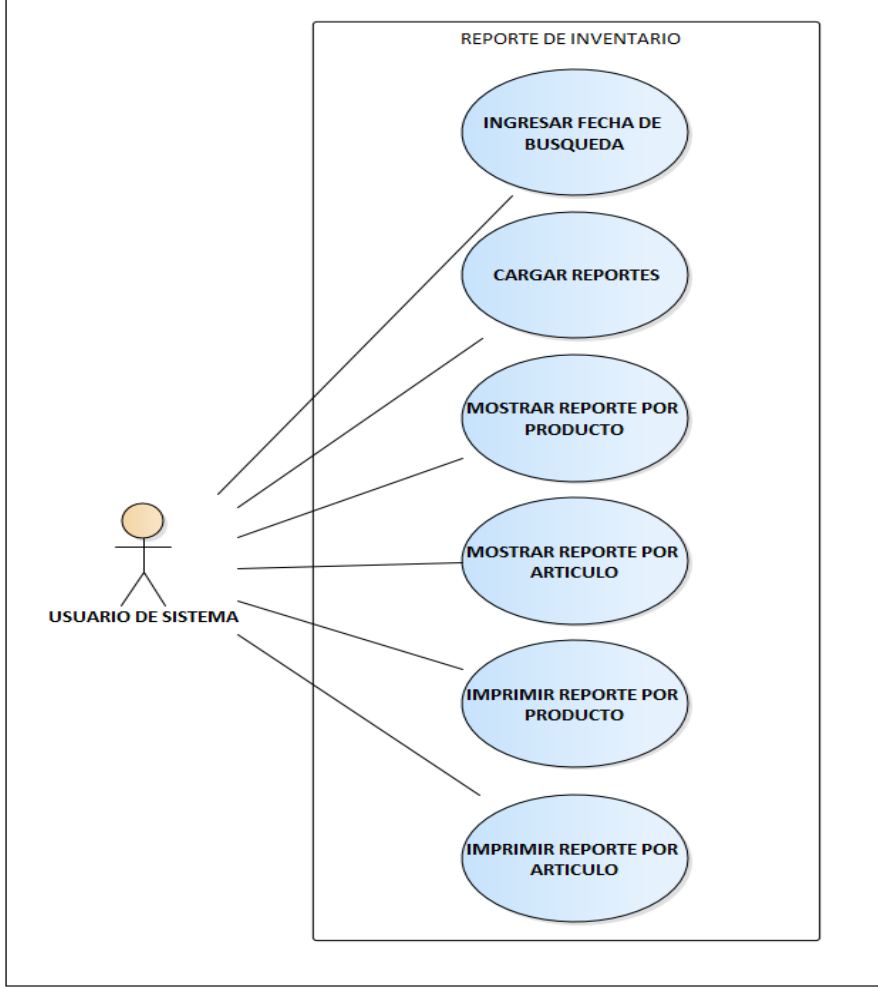 REPORTE DE INVENTARIO
INGRESAR FECHA DE
BUSQUEDA
CARGAR REPORTES
MOSTRAR REPORTE POR
PRODUCTO
MOSTRAR REPORTE POR
ARTICULO
USUARIO DE SISTEMA
IMPRIMIR REPORTE POR
PRODUCTO
IMPRIMIR REPORTE POR
ARTICULO